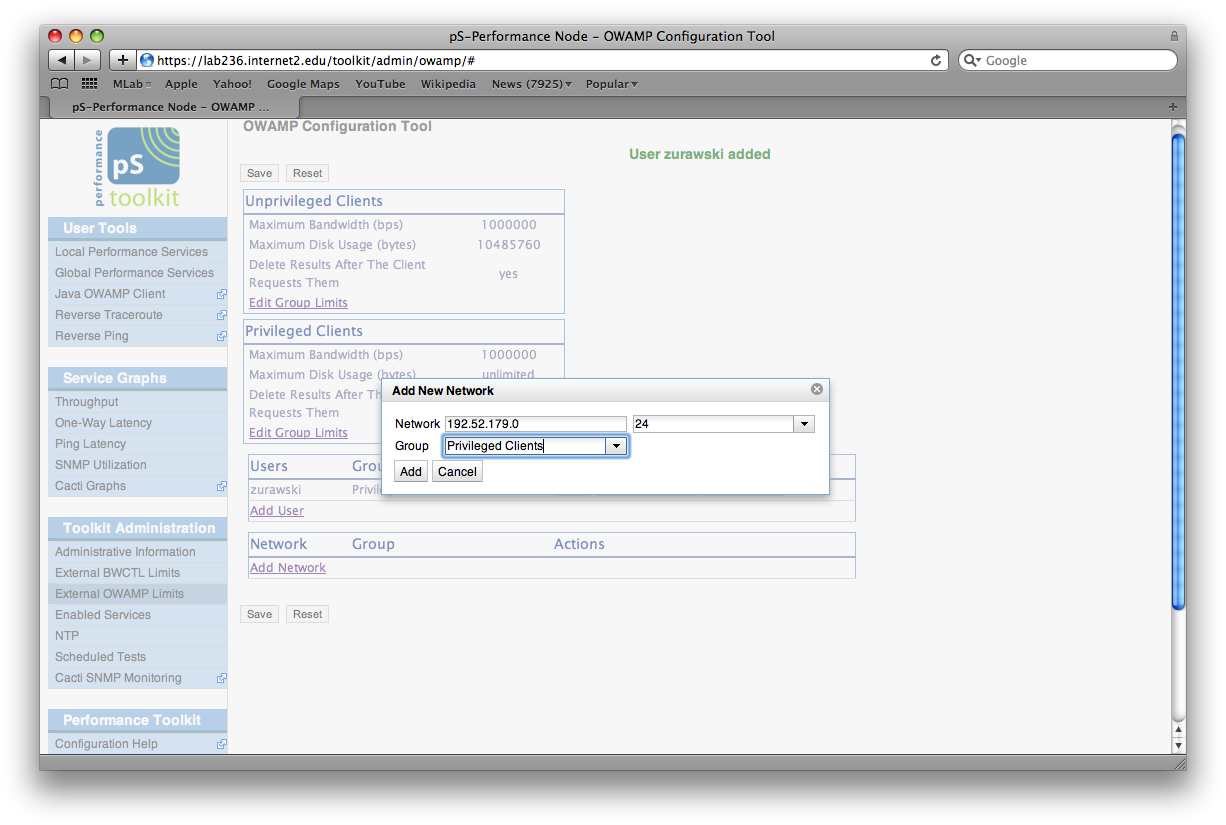 pS-Performance Node – OWAMP Configuration Tool
https://lab236.internet2.edu/toolkit/admin/owamp/#
Google
MLab Apple Yahoo! Google Maps YouTube Wikipedia News (7925) Popular
pS-Performance Node – OWAMP ...
performance
pS
toolkit
User Tools
Local Performance Services
Global Performance Services
Java OWAMP Client
Reverse Traceroute
Reverse Ping
Service Graphs
Throughput
One-Way Latency
Ping Latency
SNMP Utilization
Cacti Graphs
Toolkit Administration
Administrative Information
External BWCTL Limits
External OWAMP Limits
Enabled Services
NTP
Scheduled Tests
Cacti SNMP Monitoring
Performance Toolkit
Configuration Help
OWAMP Configuration Tool
User zurawski added
Save Reset
Unprivileged Clients
Maximum Bandwidth (bps) 1000000
Maximum Disk Usage (bytes) 10485760
Delete Results After The Client
Requests Them
yes
Edit Group Limits
Privileged Clients
Maximum Bandwidth (bps) 1000000
Maximum Disk Usage (bytes) unlimited
Delete Results After Th
Requests Them
Edit Group Limits
Add New Network
Network 192.52.179.0 24
Group Privileged Clients
Add Cancel
Users Grou
zurawski Privil
Add User
Network Group Actions
Add Network
Save Reset